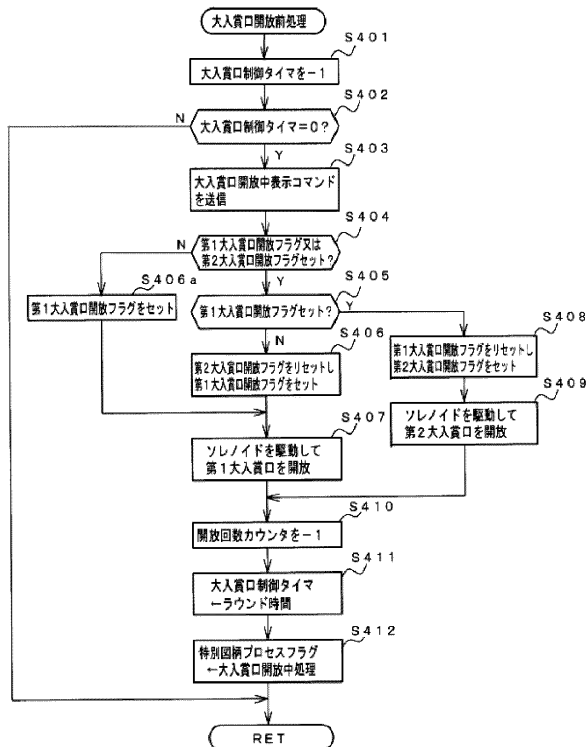 大入賞口開放前処理
S401
大入賞口制御タイマを−1
S402
N
大入賞口制御タイマ=0?
Y
S403
大入賞口開放中表示コマンド
を送信
S404
N
第1大入賞口開放フラグ又は
第2大入賞口開放フラグセット?
Y
S405
S406a
第1大入賞口開放フラグをセット
第1大入賞口開放フラグセット?
Y
S408
第1大入賞口開放フラグをリセットし
第2大入賞口開放フラグをセット
N
S406
第2大入賞口開放フラグをリセットし
第1大入賞口開放フラグをセット
S409
ソレノイドを駆動して
第2大入賞口を開放
S407
ソレノイドを駆動して
第1大入賞口を開放
S410
開放回数カウンタを−1
S411
大入賞口制御タイマ
←ラウンド時間
S412
特別図柄プロセスフラグ
←大入賞口開放中処理
RET